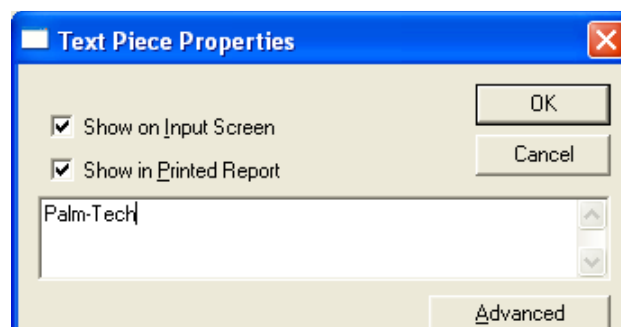 Text Piece Properties
OK
Show on Input Screen
Cancel
Show in Printed Report
Palm-Tech
Advanced